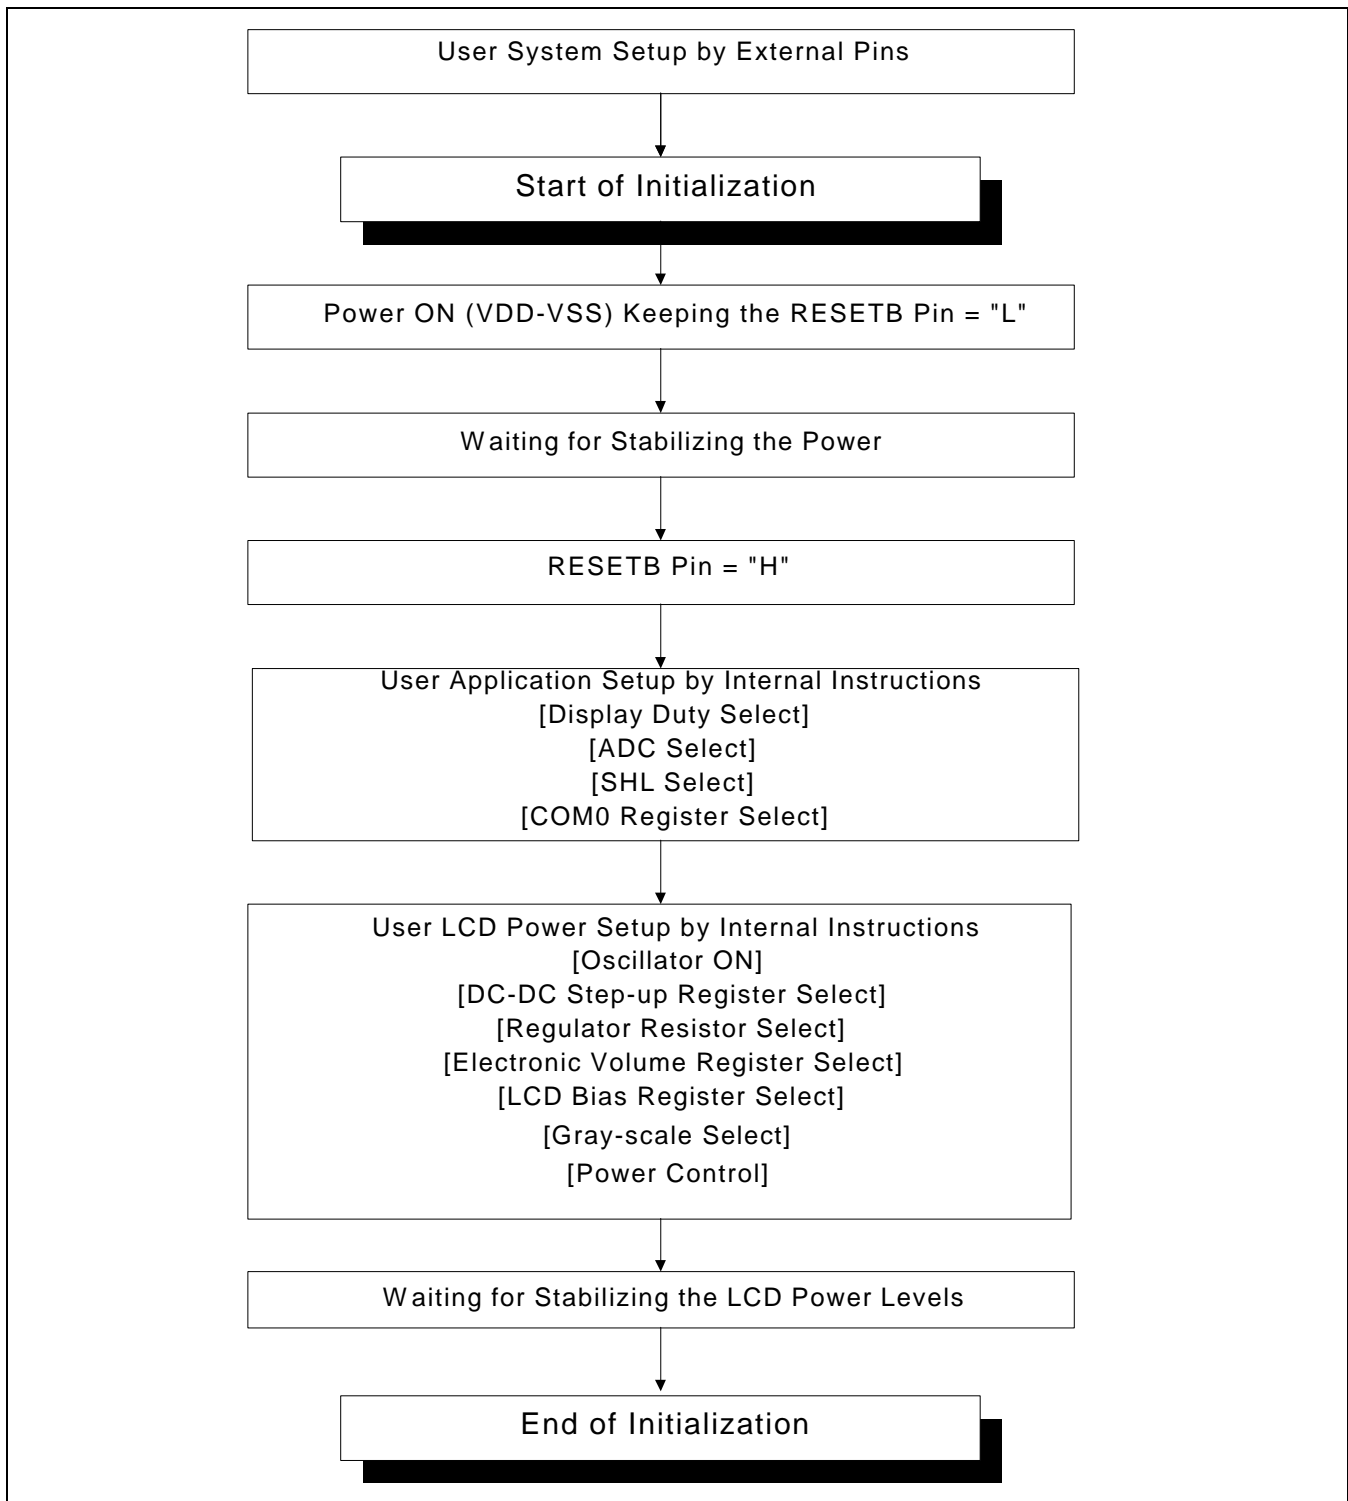 User System Setup by External Pins
Start of Initialization
Power ON (VDD-VSS) Keeping the RESETB Pin = "L"
Waiting for Stabilizing the Power
RESETB Pin = "H"
User Application Setup by Internal Instructions
[Display Duty Select]
[ADC Select]
[SHL Select]
[COM0 Register Select]
User LCD Power Setup by Internal Instructions
[Oscillator ON]
[DC-DC Step-up Register Select]
[Regulator Resistor Select]
[Electronic Volume Register Select]
[LCD Bias Register Select]
[Gray-scale Select]
[Power Control]
Waiting for Stabilizing the LCD Power Levels
End of Initialization